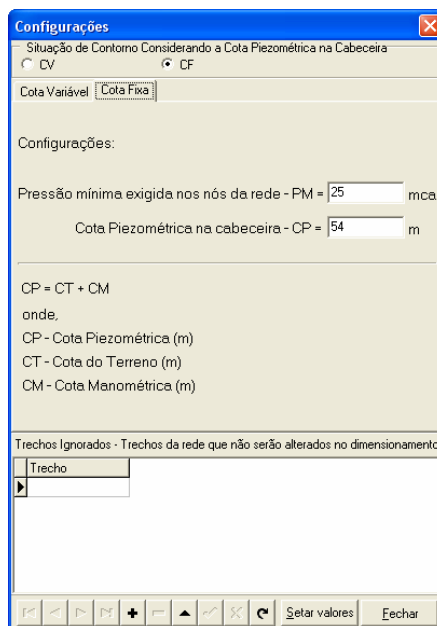 Configurações
Situação de Contorno Considerando a Cota Piezométrica na Cabeceira
CV CF
Cota Variável Cota Fixa
Configurações:
Pressão mínima exigida nos nós da rede - PM = 25 mca
Cota Piezométrica na cabeceira - CP = 54 m
CP = CT + CM
onde,
CP - Cota Piezométrica (m)
CT - Cota do Terreno (m)
CM - Cota Manométrica (m)
Trechos Ignorados - Trechos da rede que não serão alterados no dimensionamento
Trecho
Setar valores Fechar